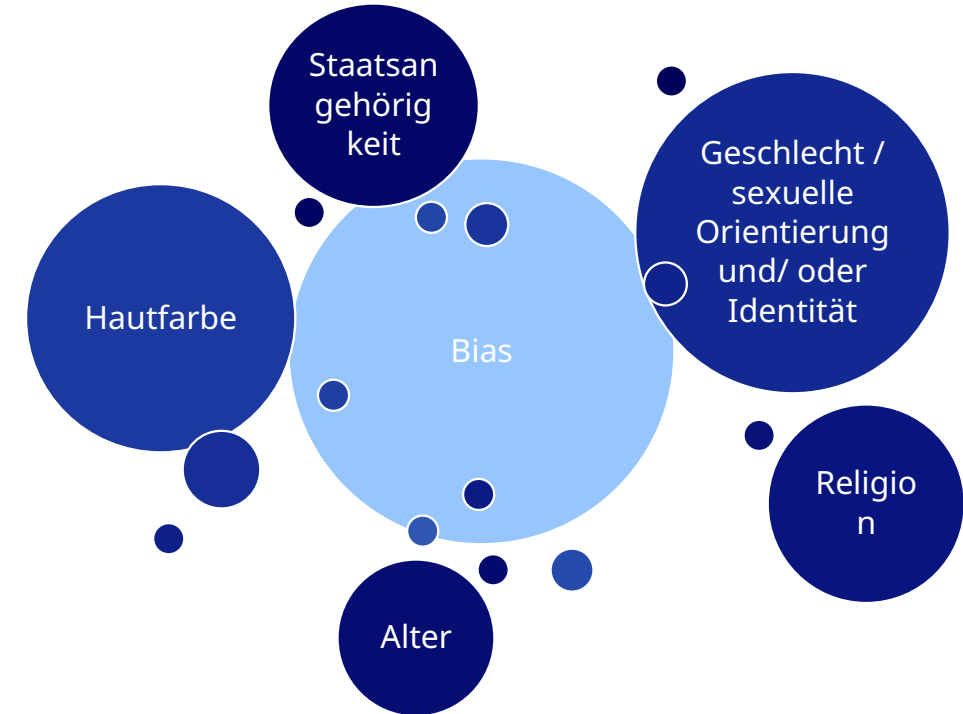 Staatsan
gehörig
keit
Geschlecht /
sexuelle
Orientierung
und/ oder
Identität
Hautfarbe
Bias
Religio
n
Alter